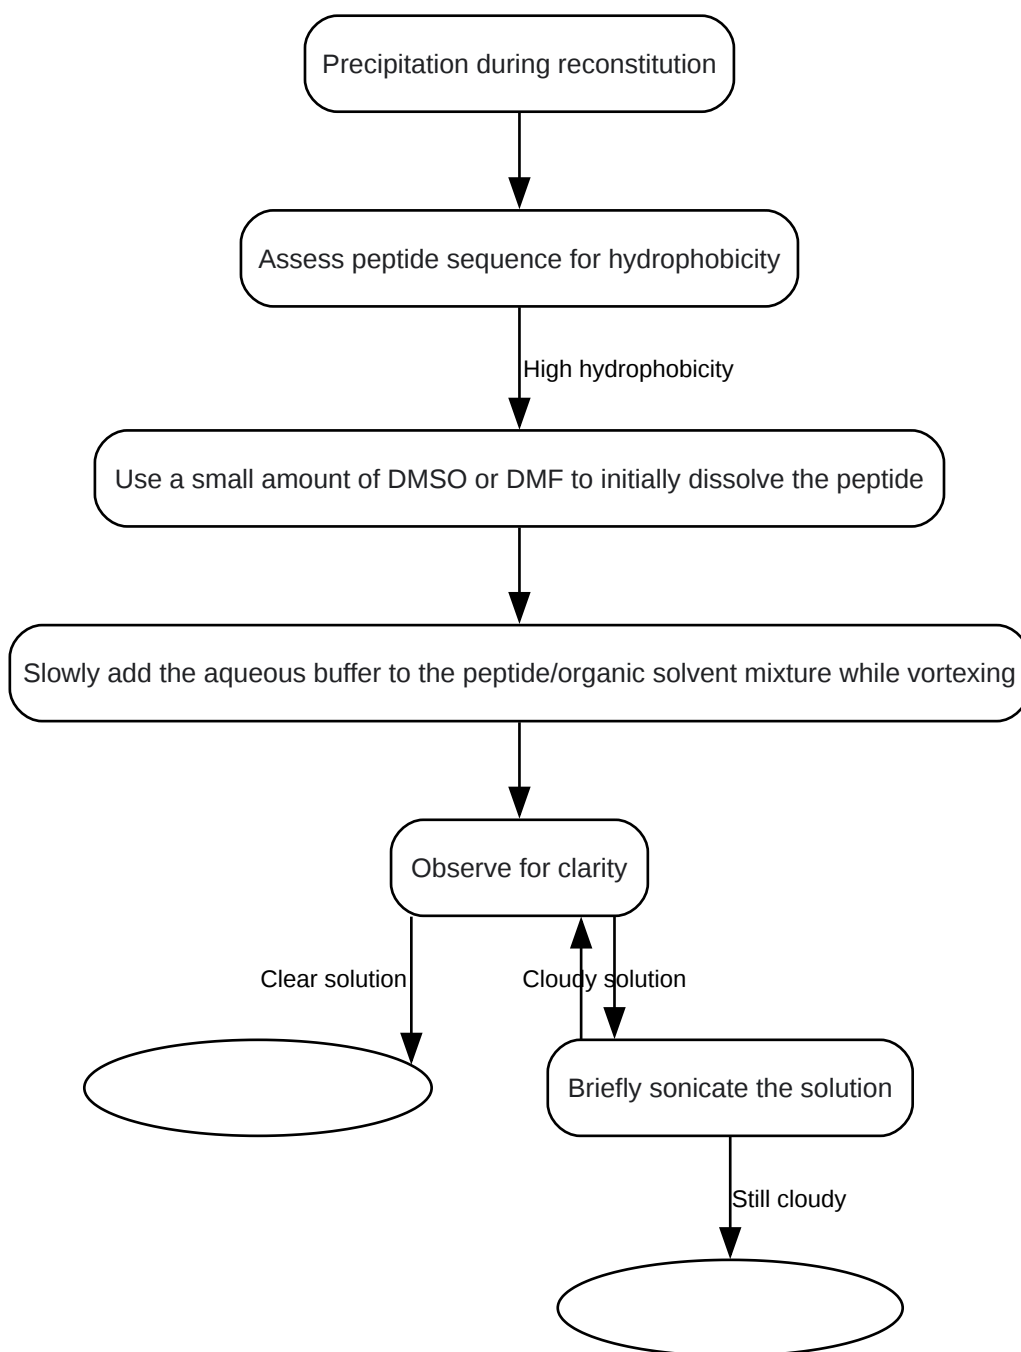 Precipitation during reconstitution
Assess peptide sequence for hydrophobicity
High hydrophobicity
Use a small amount of DMSO or DMF to initially dissolve the peptide
Slowly add the aqueous buffer to the peptide/organic solvent mixture while vortexing
Observe for clarity
Clear solution
Cloudy solution
Briefly sonicate the solution
Still cloudy